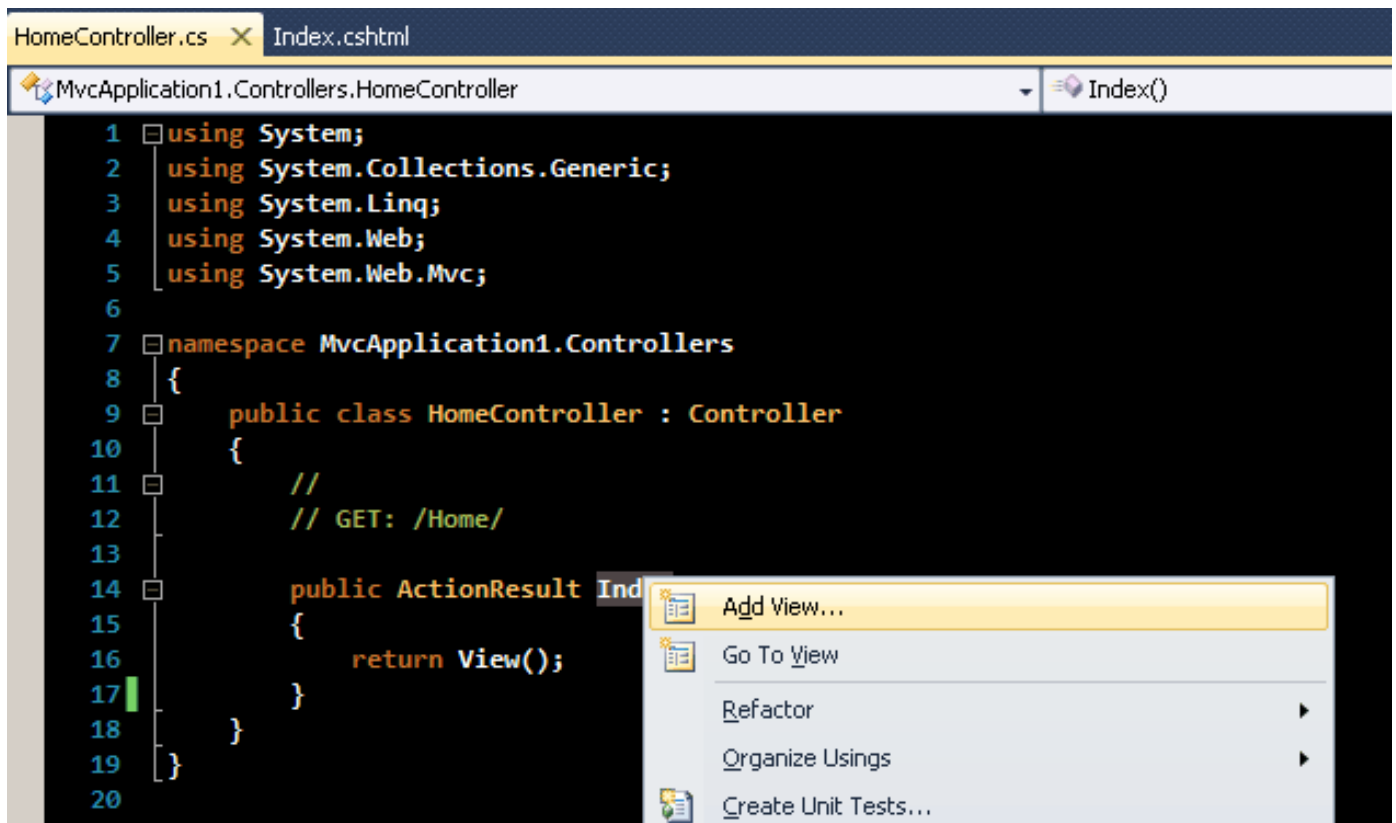 HomeController.cs Index.cshtml
MvcApplication1.Controllers.HomeController Index()
1 using System;
2 using System.Collections.Generic;
3 using System.Linq;
4 using System.Web;
5 using System.Web.Mvc;
6
7 namespace MvcApplication1.Controllers
8 {
9 public class HomeController : Controller
10 {
11 //
12 // GET: /Home/
13
14 public ActionResult Ind
15 {
16 return View();
17 }
18 }
19 }
20
Add View...
Go To View
Refactor
Organize Usings
Create Unit Tests...